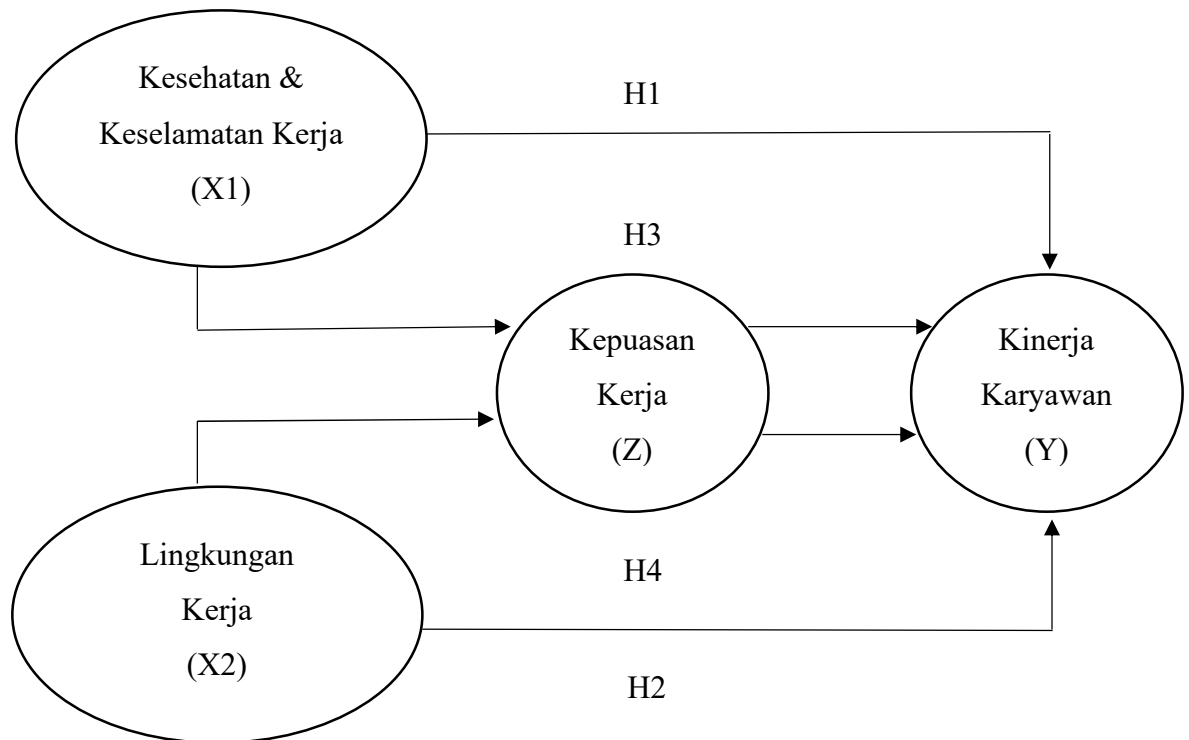 Kesehatan &
Keselamatan Kerja
(X1)
H1
H3
Kepuasan
Kerja
(Z)
Kinerja
Karyawan
(Y)
Lingkungan
Kerja
(X2)
H4
H2